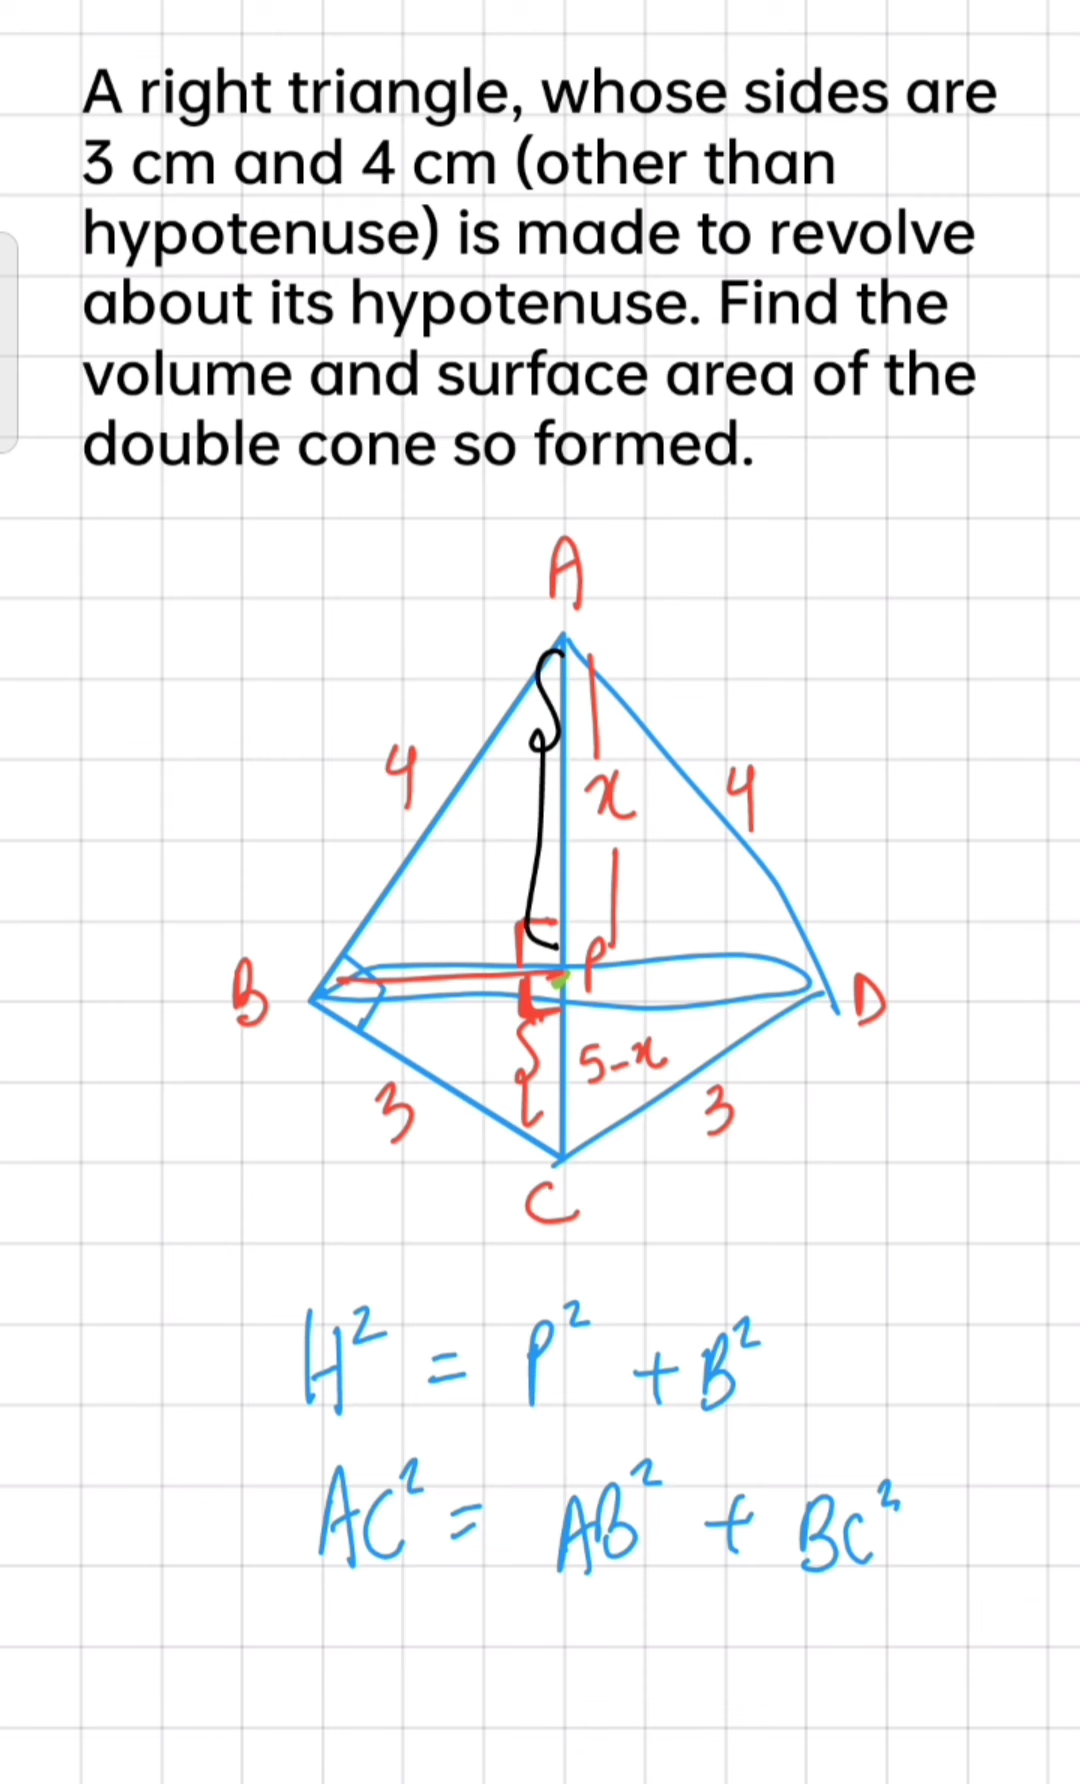 A right triangle, whose sides are
3 cm and 4 cm (other than
hypotenuse) is made to revolve
about its hypotenuse. Find the
volume and surface area of the
double cone so formed.
A
4
x
4
B
P
D
5-x
3
3
C
H² = P² + B²
AC² = AB² + BC²